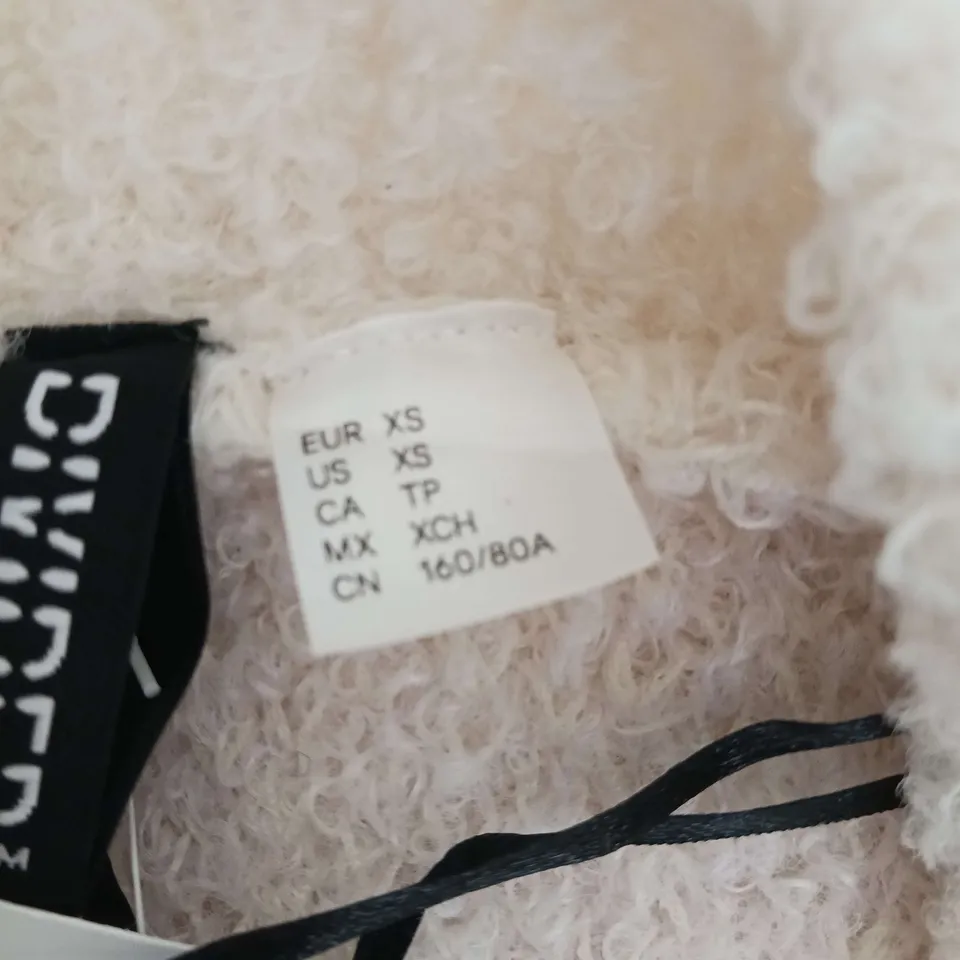 EUR XS
US XS
CA TP
MX XCH
CN 160/80A